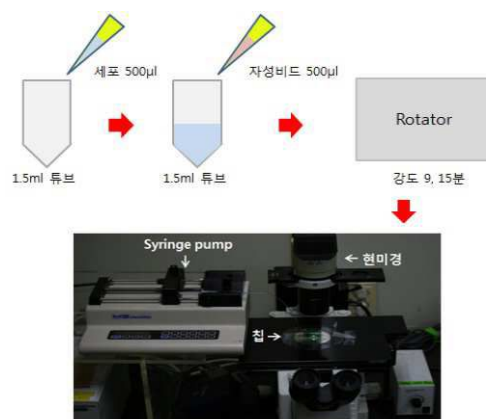 세포 500μl
자성비드 500μl
Rotator
1.5ml 튜브
1.5ml 튜브
강도 9, 15분
Syringe pump
← 현미경
칩→